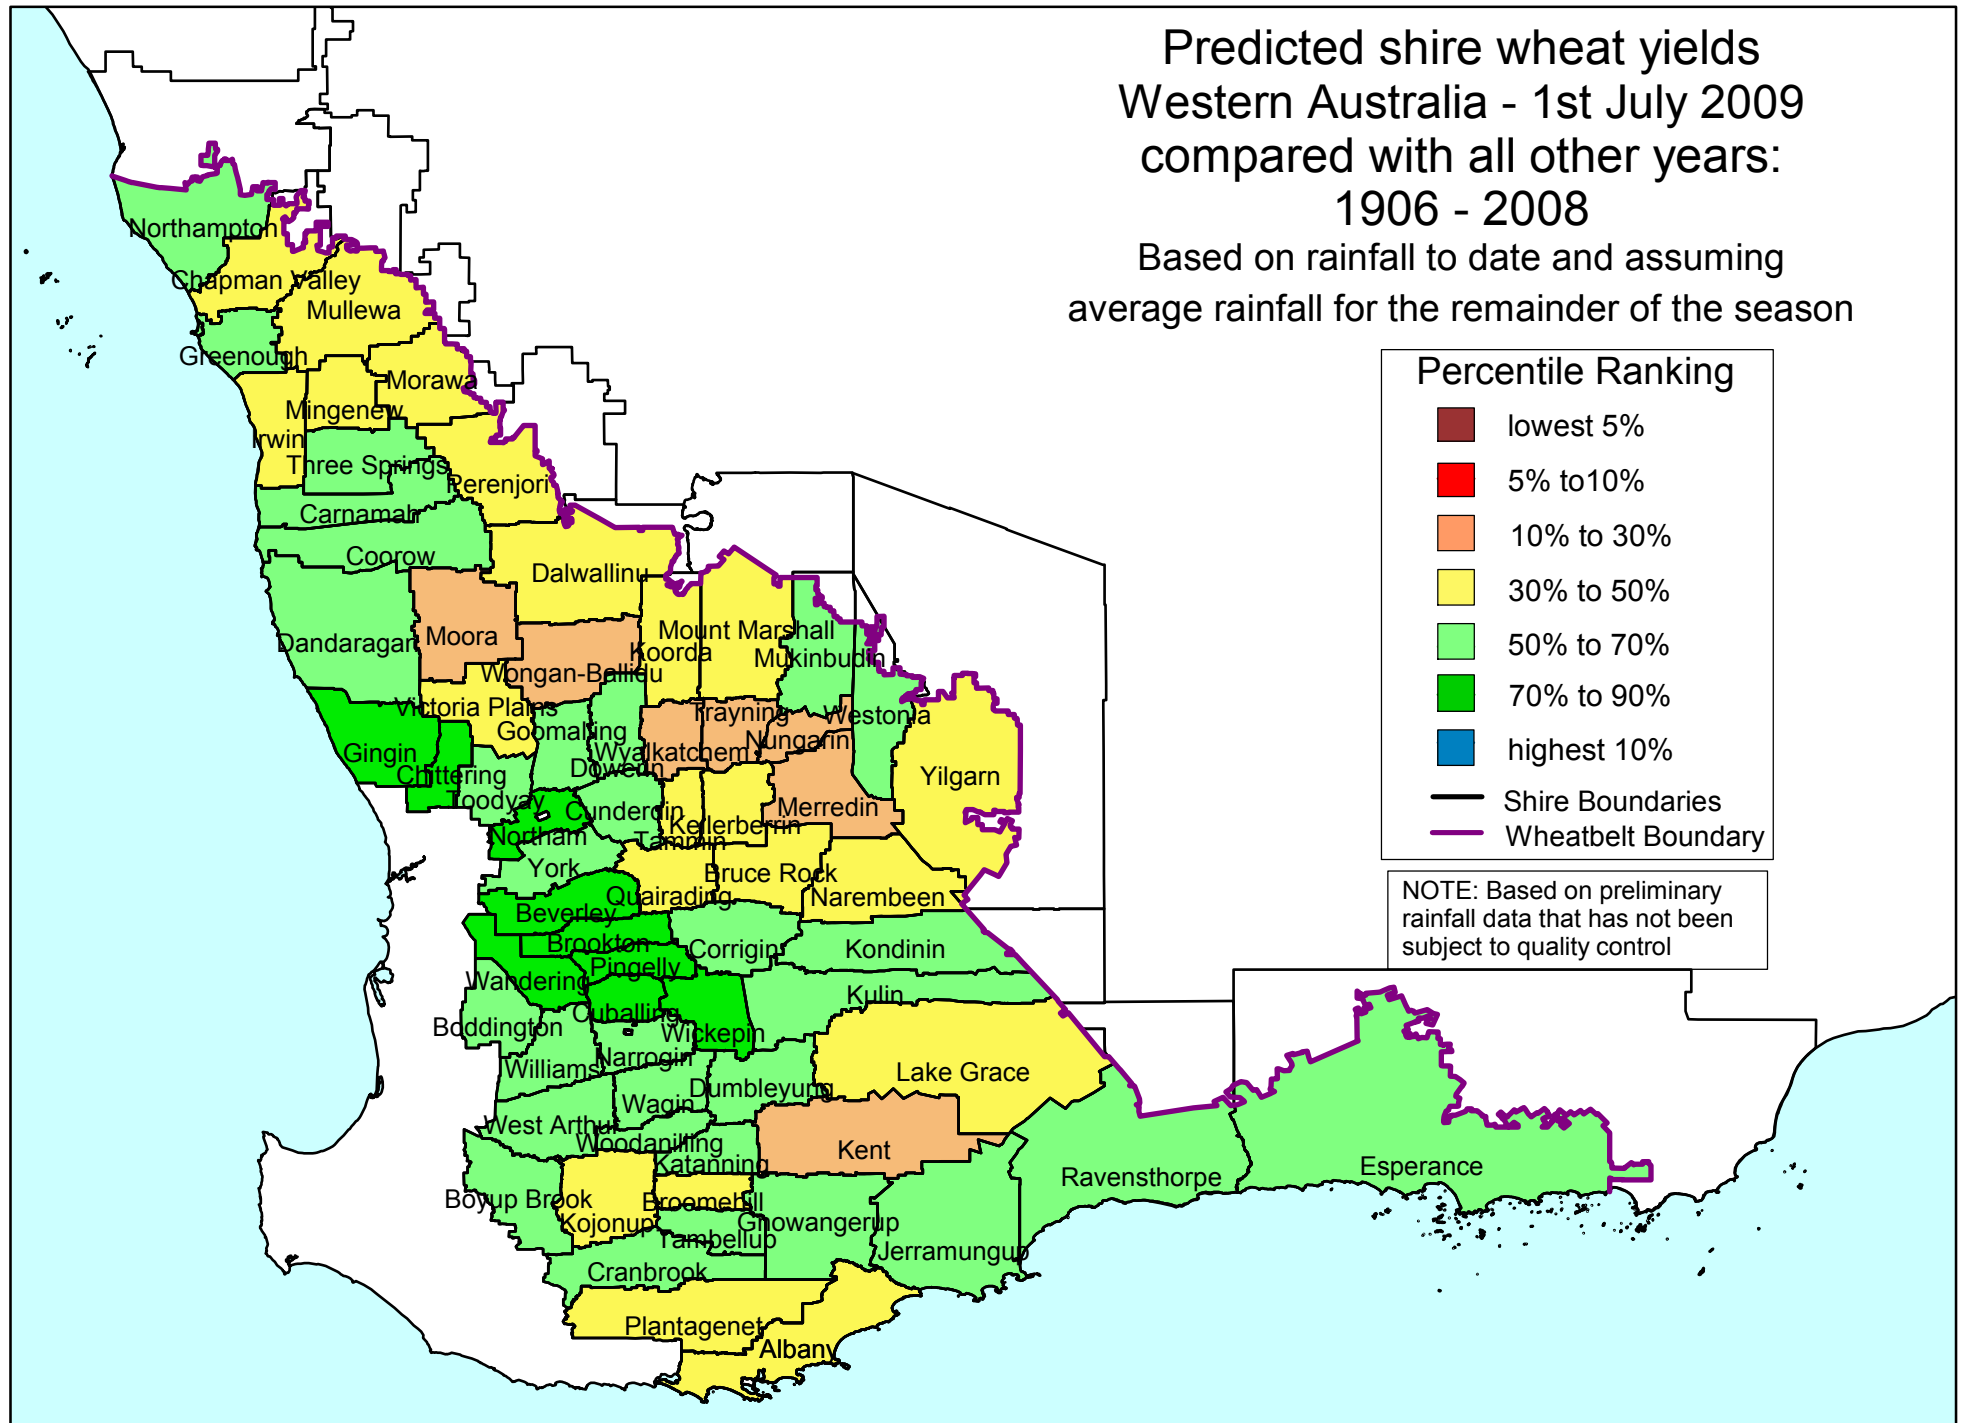 Predicted shire wheat yields
Western Australia - 1st July 2009
compared with all other years:
1906 - 2008
Based on rainfall to date and assuming
average rainfall for the remainder of the season
Percentile Ranking
lowest 5%
5% to10%
10% to 30%
30% to 50%
50% to 70%
70% to 90%
highest 10%
Shire Boundaries
Wheatbelt Boundary
NOTE: Based on preliminary
rainfall data that has not been
subject to quality control
Northampton
Chapman Valley
Mullewa
Greenough
Morawa
Mingenew
Irwin
Three Springs
Perenjori
Carnamah
Coorow
Dalwallinu
Dandaragan
Moora
Mount Marshall
Koorda
Mukinbudin
Wongan-Ballidu
Victoria Plains
Goomalling
Trayning
Westonia
Nungarin
Wyalkatchem
Gingin
Dowerin
Chittering
Toodyay
Yilgarn
Cunderdin
Merredin
Kellerberrin
Northam
Tammin
York
Bruce Rock
Quairading
Narembeen
Beverley
Brookton
Corrigin
Kondinin
Pingelly
Wandering
Kulin
Cuballing
Boddington
Wickepin
Narrogin
Williams
Lake Grace
Dumbleyung
Wagin
West Arthur
Woodanilling
Kent
Katanning
Ravensthorpe
Esperance
Boyup Brook
Broomehill
Kojonup
Gnowangerup
Tambellup
Jerramungup
Cranbrook
Plantagenet
Albany